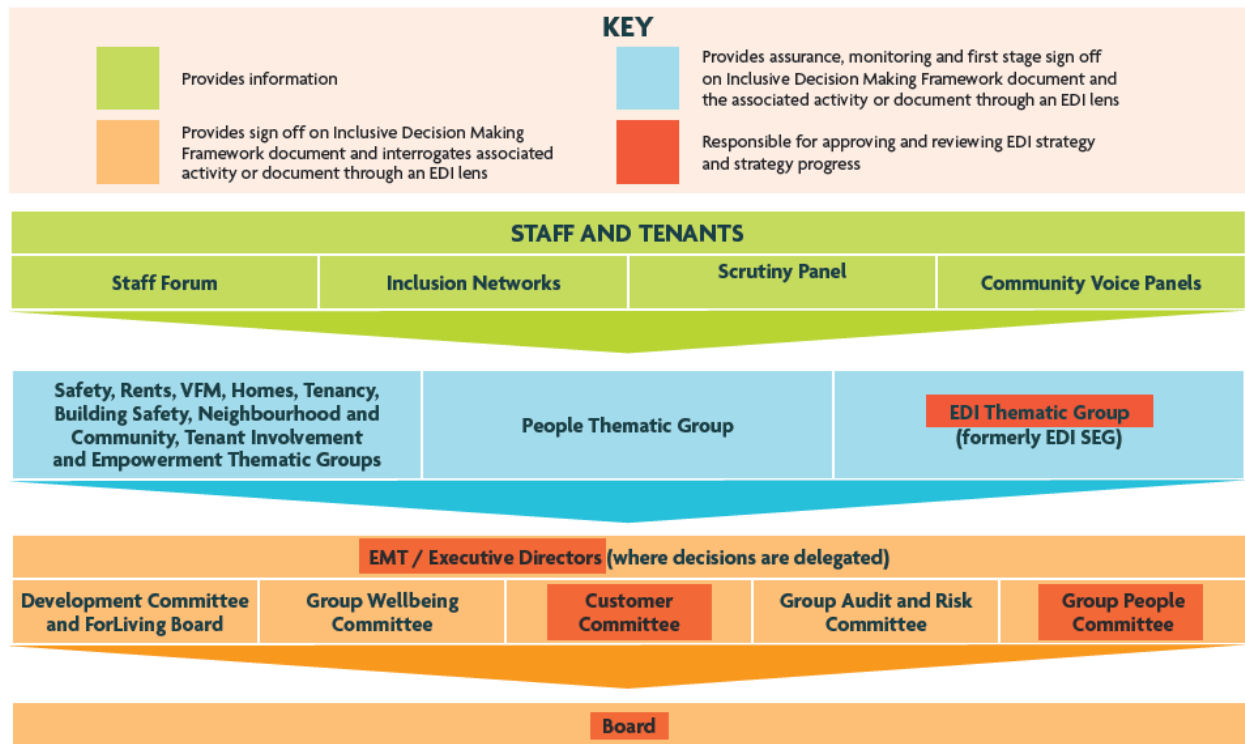 KEY
Provides information
Provides assurance, monitoring and first stage sign off
on Inclusive Decision Making Framework document and
the associated activity or document through an EDI lens
Provides sign off on Inclusive Decision Making
Framework document and interrogates associated
activity or document through an EDI lens
Responsible for approving and reviewing EDI strategy
and strategy progress
STAFF AND TENANTS
Staff Forum
Inclusion Networks
Scrutiny Panel
Community Voice Panels
Safety, Rents, VFM, Homes, Tenancy,
Building Safety, Neighbourhood and
Community, Tenant Involvement
and Empowerment Thematic Groups
People Thematic Group
EDI Thematic Group
(formerly EDI SEG)
EMT / Executive Directors (where decisions are delegated)
Development Committee
and ForLiving Board
Group Wellbeing
Committee
Customer
Committee
Group Audit and Risk
Committee
Group People
Committee
Board